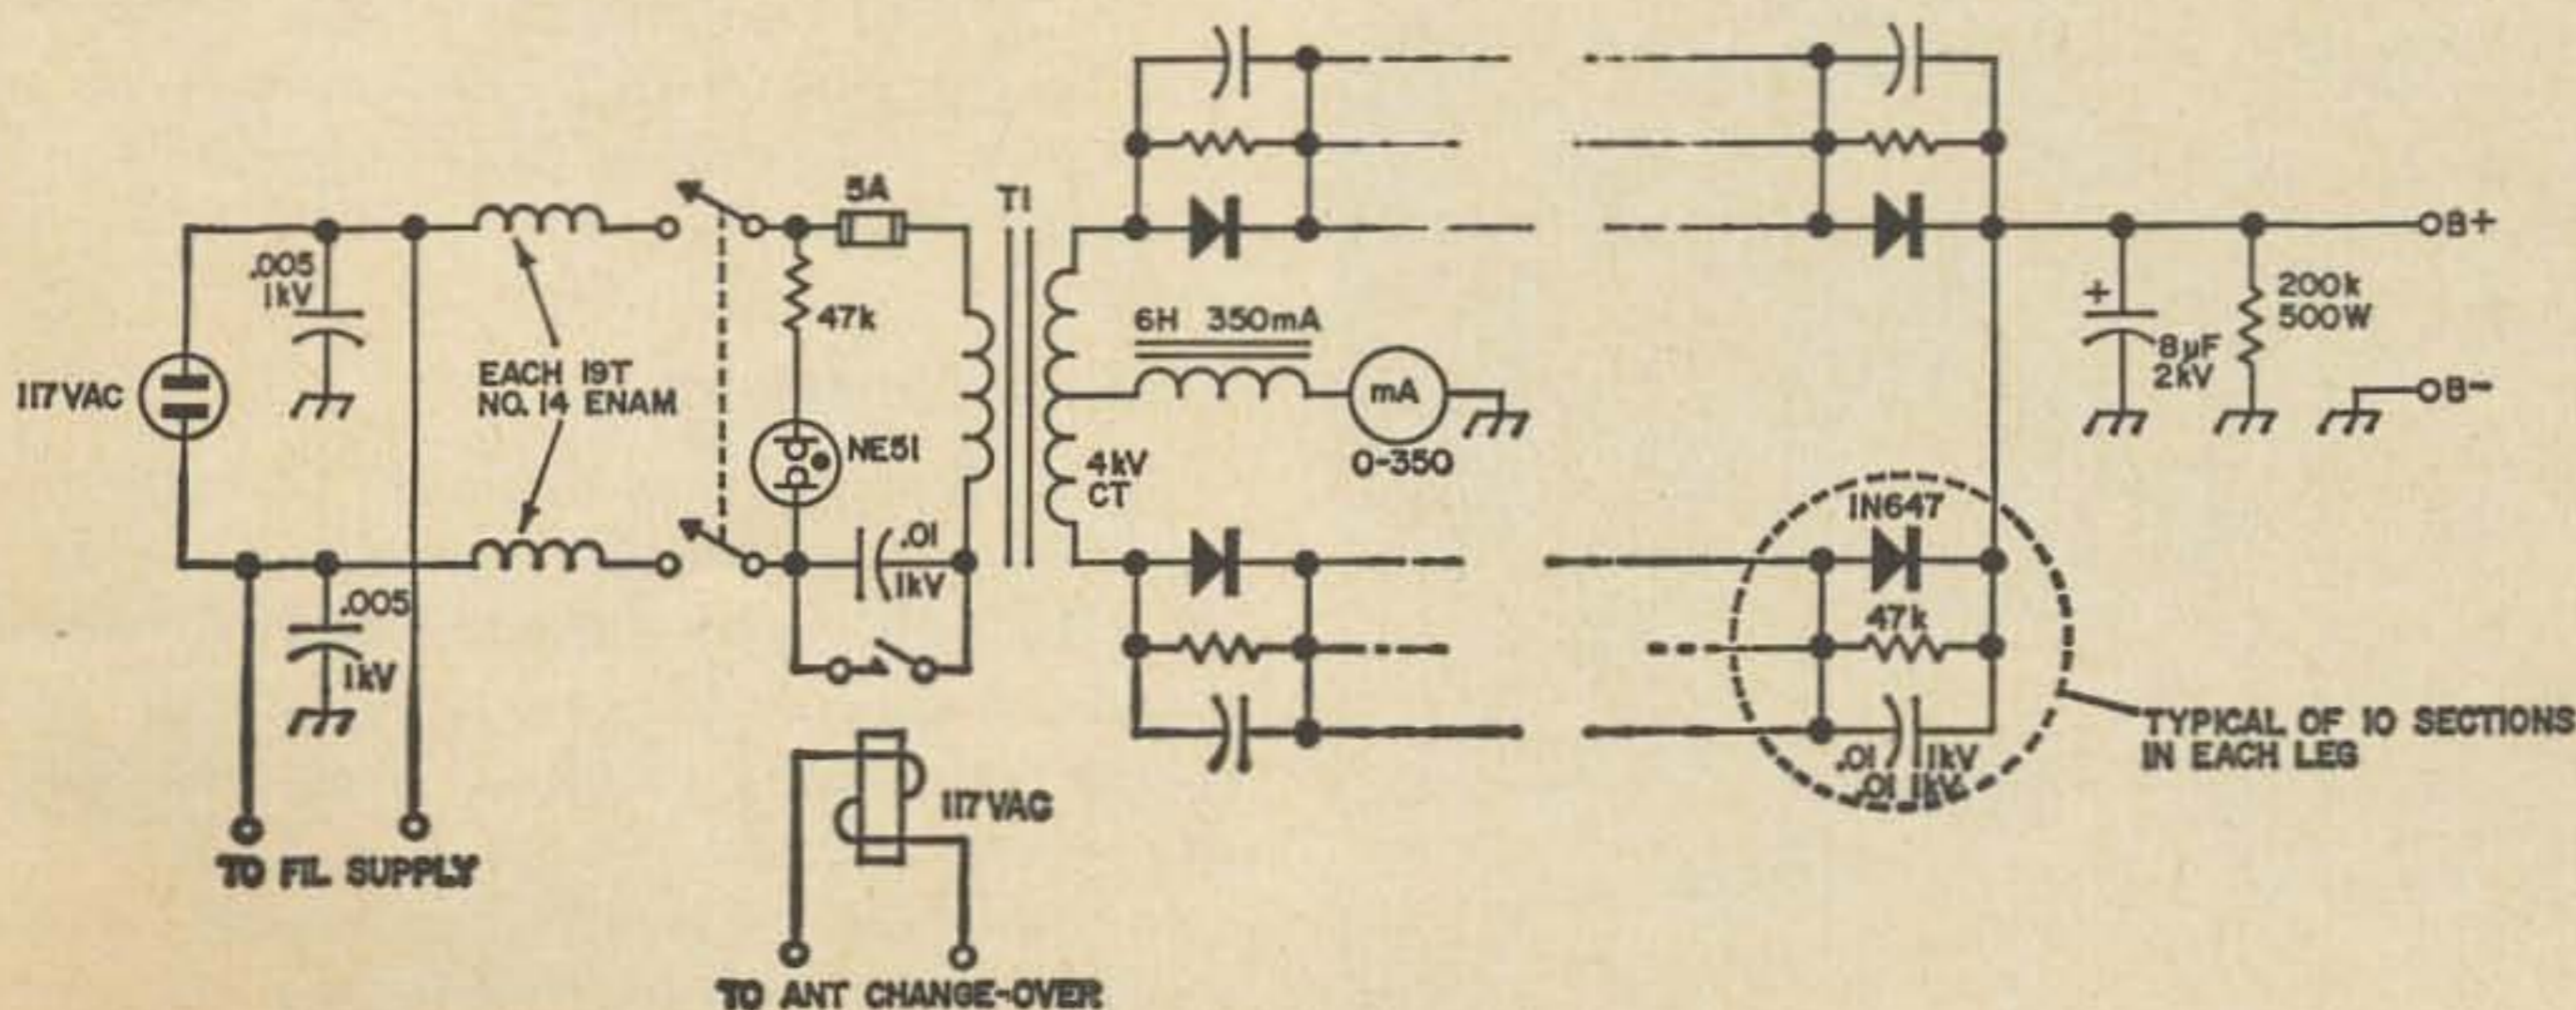 5A
T1
.005
1kV
47k
6H 350mA
117VAC
EACH 19T
NO. 14 ENAM
NE51
mA
0-350
4kV
CT
B+
+
8µF
2kV
200k
500W
B-
.01
1kV
1N647
47k
.01 1kV
.01 1kV
TYPICAL OF 10 SECTIONS
IN EACH LEG
.005
1kV
TO FIL SUPPLY
117VAC
TO ANT CHANGE-OVER